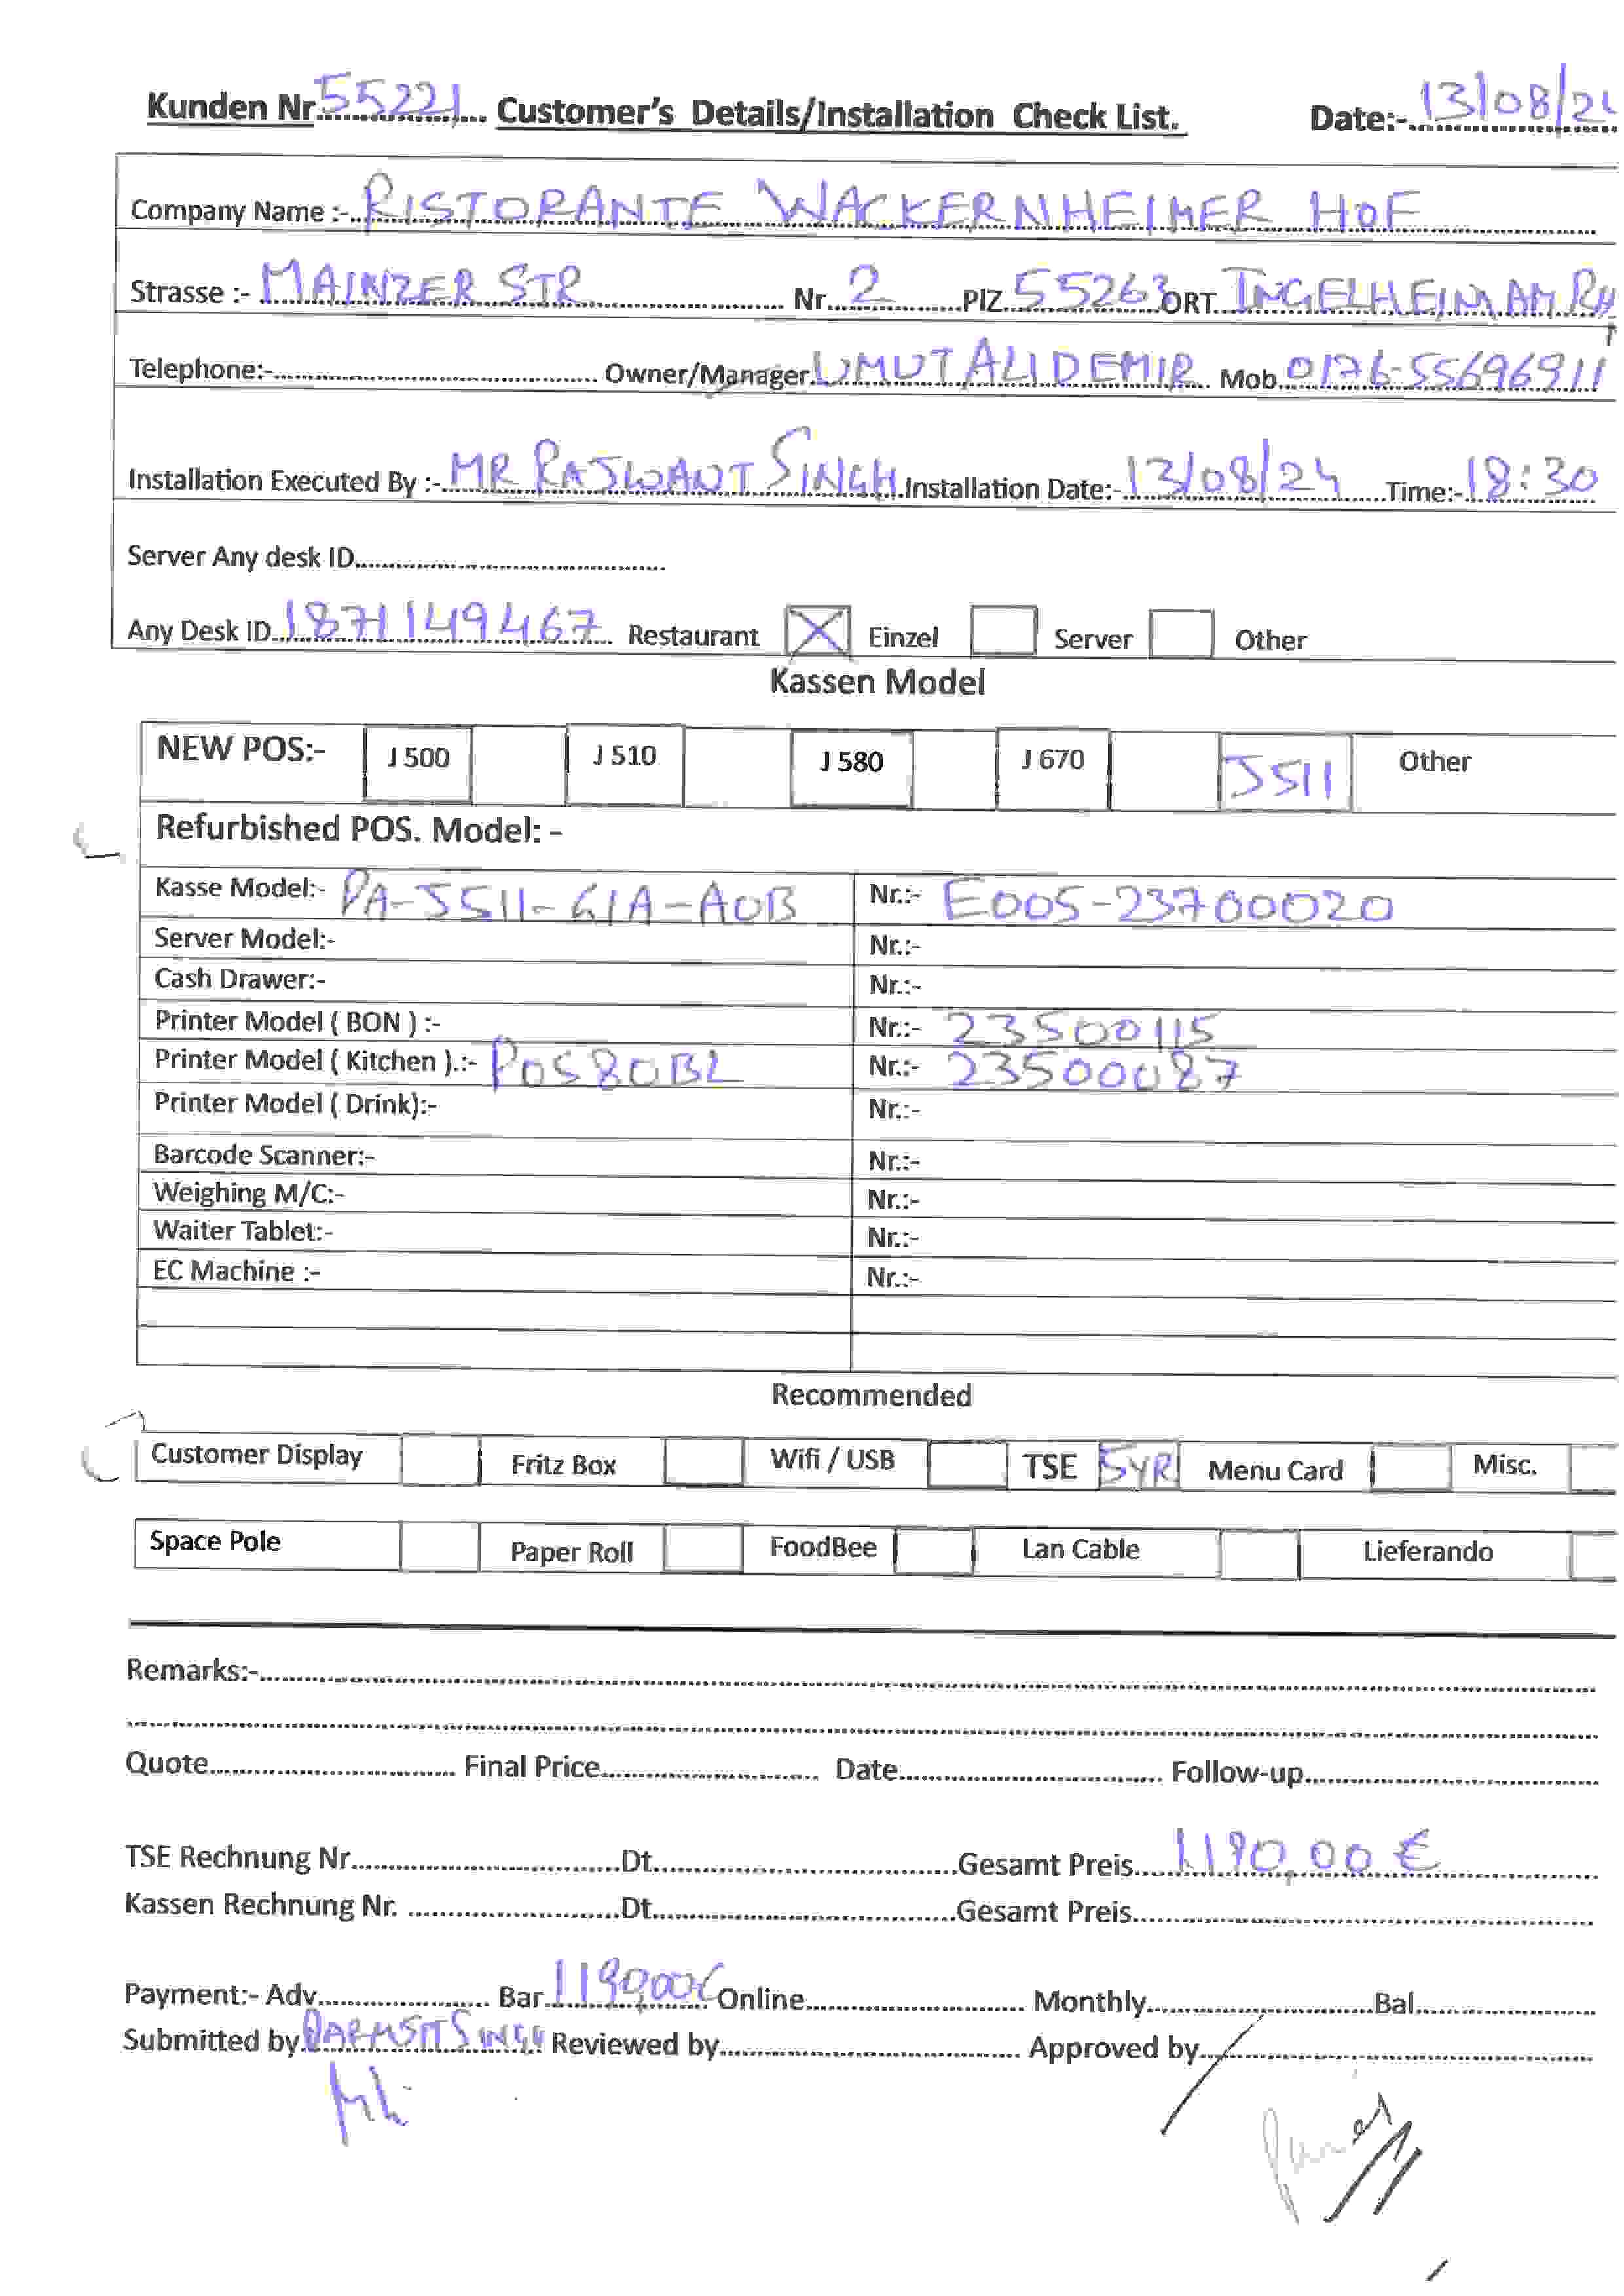 Kunden Nr 55221 Customer's Details/Installation Check List. Date:- 13/08/24
Company Name :- RISTORANTE WACKERNHEIMER HOF
Strasse :- MAINZER STR Nr. 2 PlZ 55263 ORT INGELHEIM AM RH
Telephone:- Owner/Manager UMUT ALI DEMIR Mob 0176-55696911
Installation Executed By :- MR RAJWANT SINGH Installation Date:- 13/08/24 Time:- 18:30
Server Any desk ID
Any Desk ID 1871149467 Restaurant Einzel Server Other
Kassen Model
NEW POS:- J 500 J 510 J 580 J 670 J511 Other
Refurbished POS. Model: -
Kasse Model:- PA-J511-G1A-A0B Nr.:- E005-23700020
Server Model:- Nr.:-
Cash Drawer:- Nr.:-
Printer Model ( BON ) :- Nr.:- 23500115
Printer Model ( Kitchen ).:- POS80BL Nr.:- 23500087
Printer Model ( Drink):- Nr.:-
Barcode Scanner:- Nr.:-
Weighing M/C:- Nr.:-
Waiter Tablet:- Nr.:-
EC Machine :- Nr.:-
Recommended
Customer Display Fritz Box Wifi / USB TSE 5YR Menu Card Misc.
Space Pole Paper Roll FoodBee Lan Cable Lieferando
Remarks:-
Quote Final Price Date Follow-up
TSE Rechnung Nr Dt. Gesamt Preis 1190,00 €
Kassen Rechnung Nr. Dt. Gesamt Preis
Payment:- Adv Bar 1190,00€ Online Monthly Bal
Submitted by PARMJIT SINGH Reviewed by Approved by